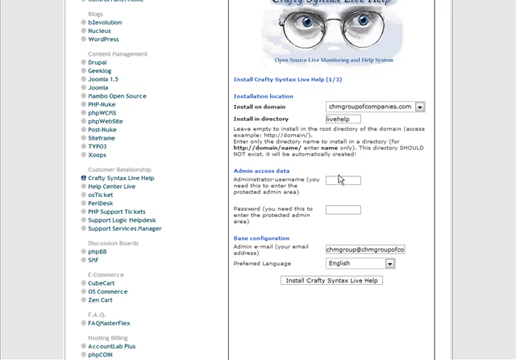 Blogs
b2evolution
Nucleus
WordPress
Content Management
Drupal
Geeklog
Joomla 1.5
Joomla
Mambo Open Source
PHP-Nuke
phpWCMS
phpWebSite
Post-Nuke
Siteframe
TYPO3
Xoops
Customer Relationship
Crafty Syntax Live Help
Help Center Live
osTicket
PerlDesk
PHP Support Tickets
Support Logic Helpdesk
Support Services Manager
Discussion Boards
phpBB
SMF
E-Commerce
CubeCart
OS Commerce
Zen Cart
F.A.Q.
FAQMasterFlex
Hosting Billing
AccountLab Plus
phpCOIN
Crafty Syntax Live Help
Open Source Live Monitoring and Help System
Install Crafty Syntax Live Help (1/3)
Installation location
Install on domain chmgroupofcompanies.com
Install in directory livehelp
Leave empty to install in the root directory of the domain (access
example: http://domain/).
Enter only the directory name to install in a directory (for
http://domain/name/ enter name only). This directory SHOULD
NOT exist, it will be automatically created!
Admin access data
Administrator-username (you
need this to enter the
protected admin area)
Password (you need this to
enter the protected admin
area)
Base configuration
Admin e-mail (your email
address) chmgroup@chmgroupofco
Preferred Language English
Install Crafty Syntax Live Help